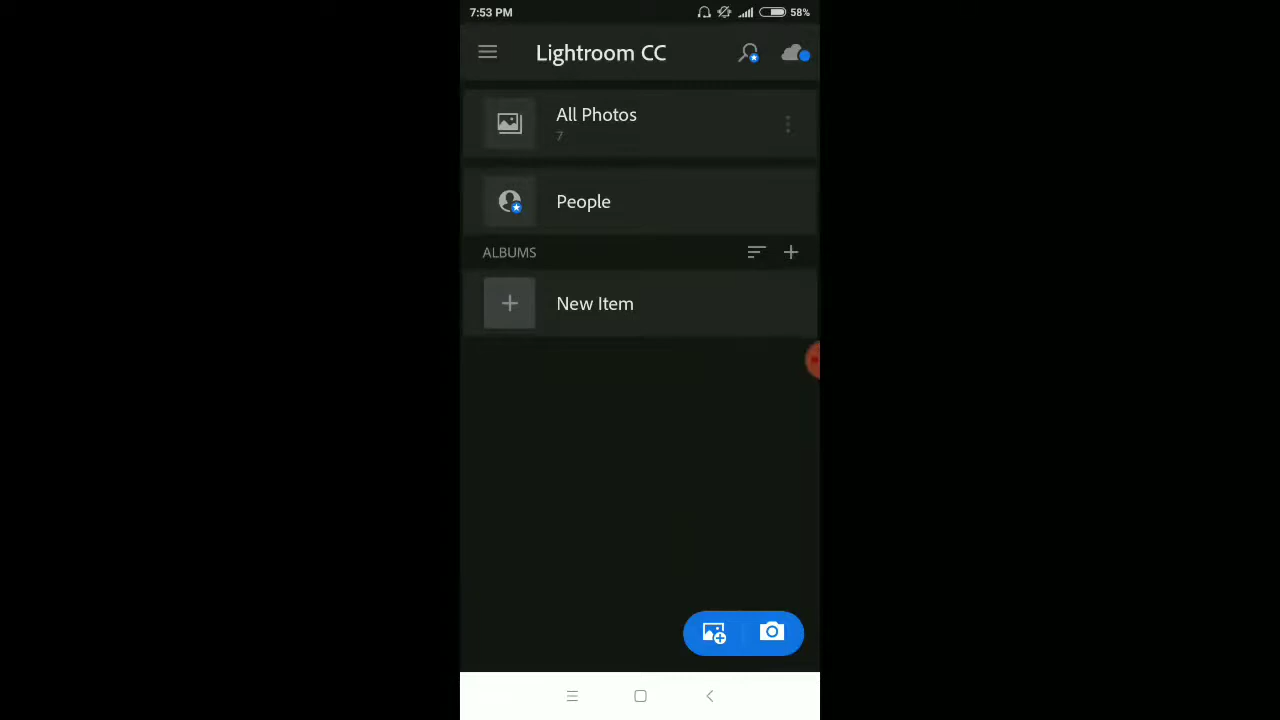 7:53 PM 58%
Lightroom CC
All Photos
7
People
ALBUMS
New Item